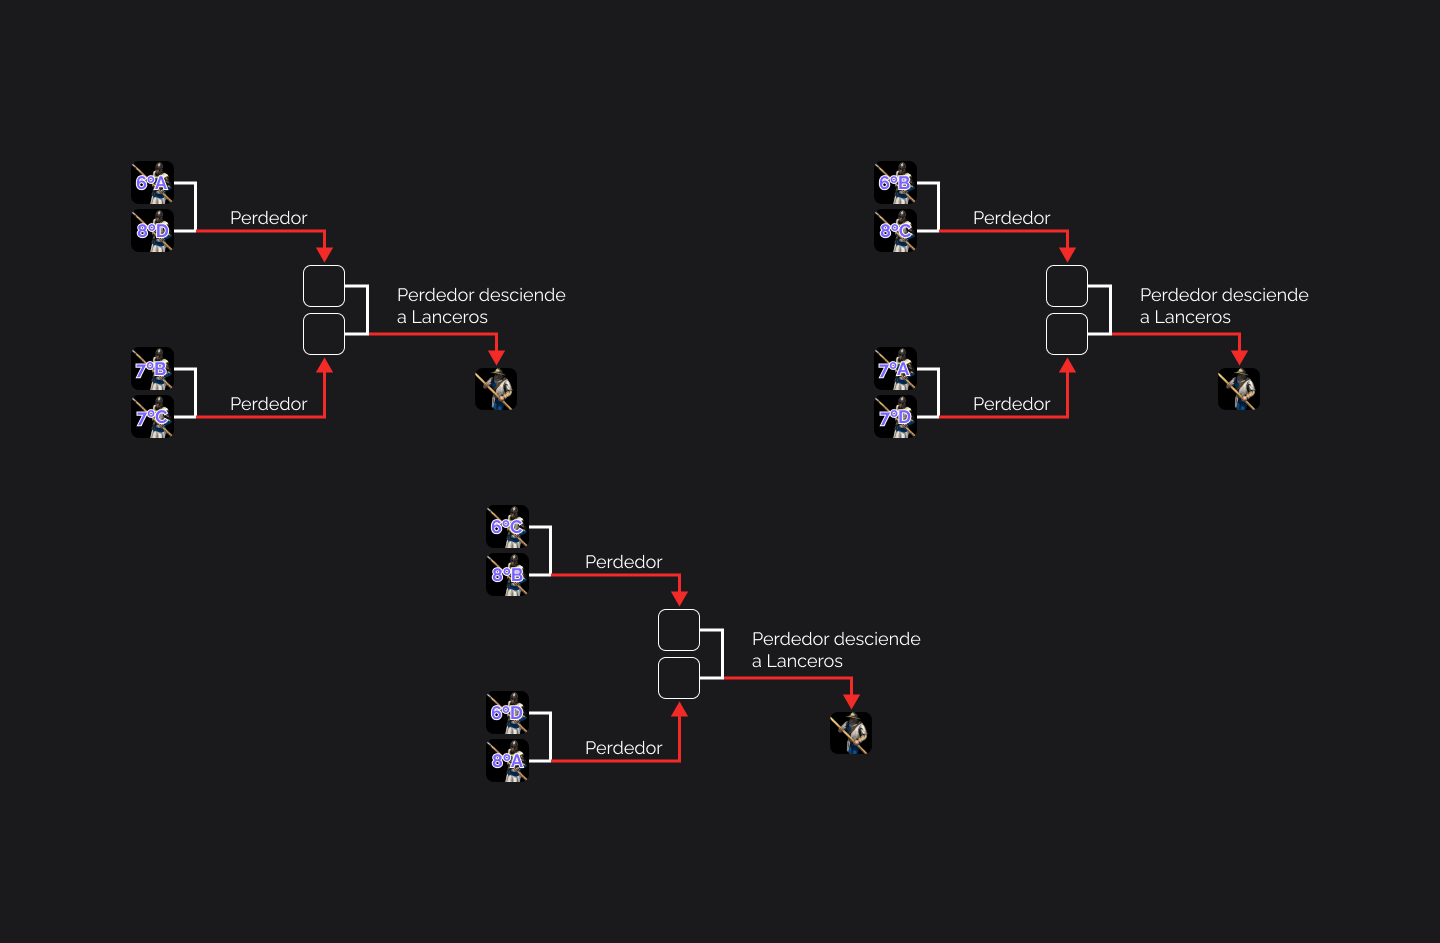 6ºA
8ºD
Perdedor
Perdedor desciende
a Lanceros
7ºB
7ºC
Perdedor
6ºB
8ºC
Perdedor
Perdedor desciende
a Lanceros
7ºA
7ºD
Perdedor
6ºC
8ºB
Perdedor
Perdedor desciende
a Lanceros
6ºD
8ºA
Perdedor